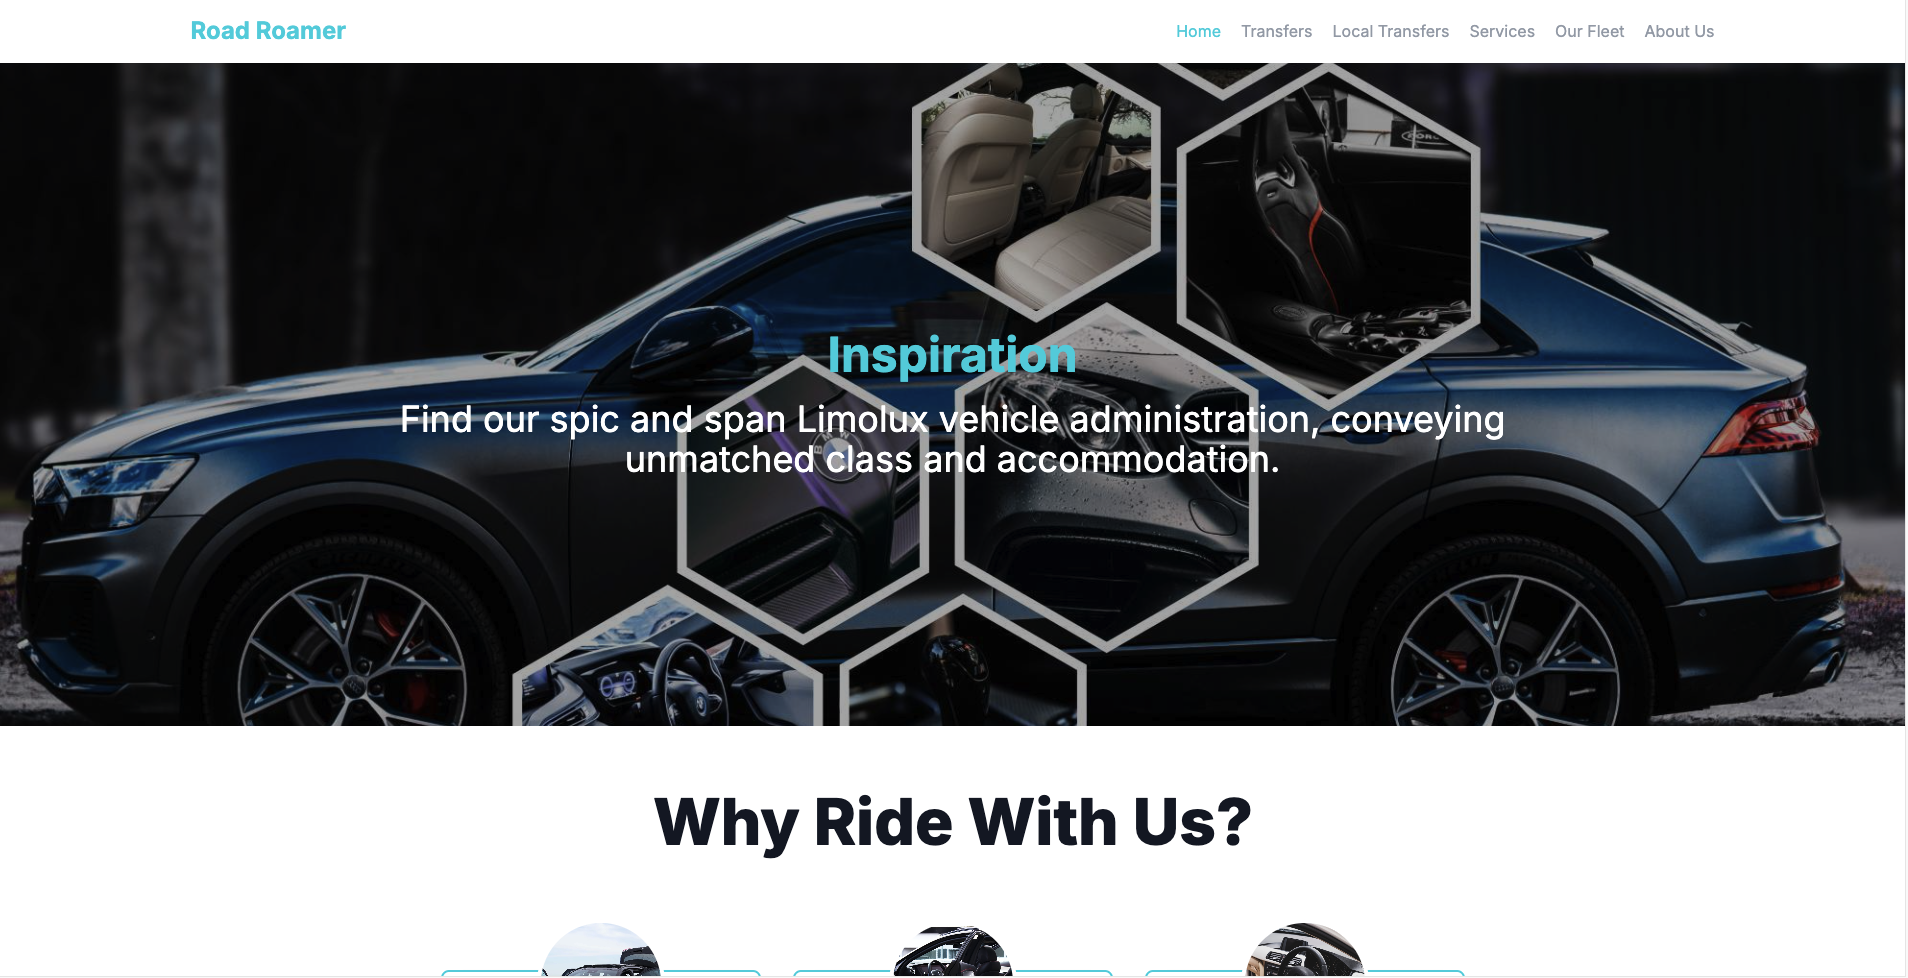 Road Roamer
Home Transfers Local Transfers Services Our Fleet About Us
Inspiration
Find our spic and span Limolux vehicle administration, conveying
unmatched class and accommodation.
Why Ride With Us?